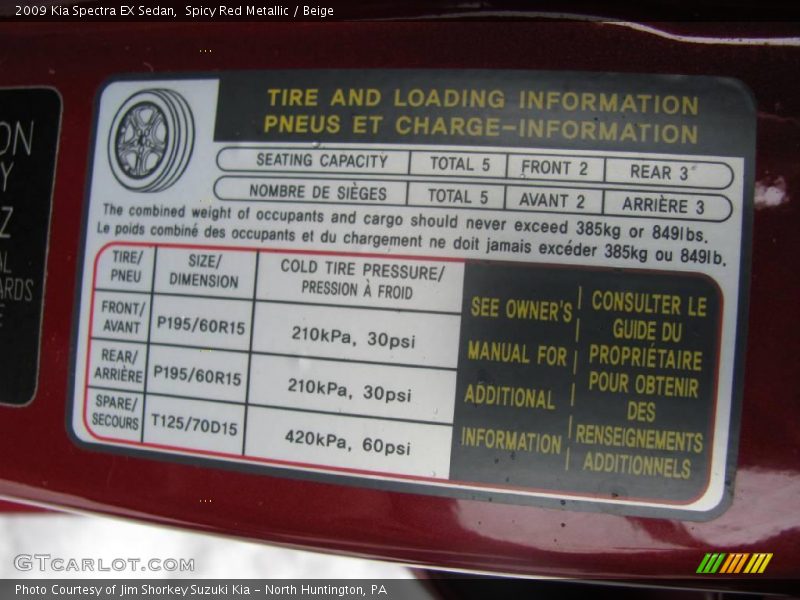 2009 Kia Spectra EX Sedan,  Spicy Red Metallic / Beige
TIRE AND LOADING INFORMATION
PNEUS ET CHARGE-INFORMATION
SEATING CAPACITY TOTAL 5 FRONT 2 REAR 3
NOMBRE DE SIÈGES TOTAL 5 AVANT 2 ARRIÈRE 3
The combined weight of occupants and cargo should never exceed 385kg or 849lbs.
Le poids combiné des occupants et du chargement ne doit jamais excéder 385kg ou 849lb.
TIRE/
PNEU
SIZE/
DIMENSION
COLD TIRE PRESSURE/
PRESSION À FROID
FRONT/
AVANT
P195/60R15
210kPa, 30psi
REAR/
ARRIÈRE
P195/60R15
210kPa, 30psi
SPARE/
SECOURS
T125/70D15
420kPa, 60psi
SEE OWNER'S
MANUAL FOR
ADDITIONAL
INFORMATION
CONSULTER LE
GUIDE DU
PROPRIÉTAIRE
POUR OBTENIR
DES
RENSEIGNEMENTS
ADDITIONNELS
ON
Y
Z
AL
ARDS
E
GTcarlot.com
Photo Courtesy of Jim Shorkey Suzuki Kia - North Huntington, PA